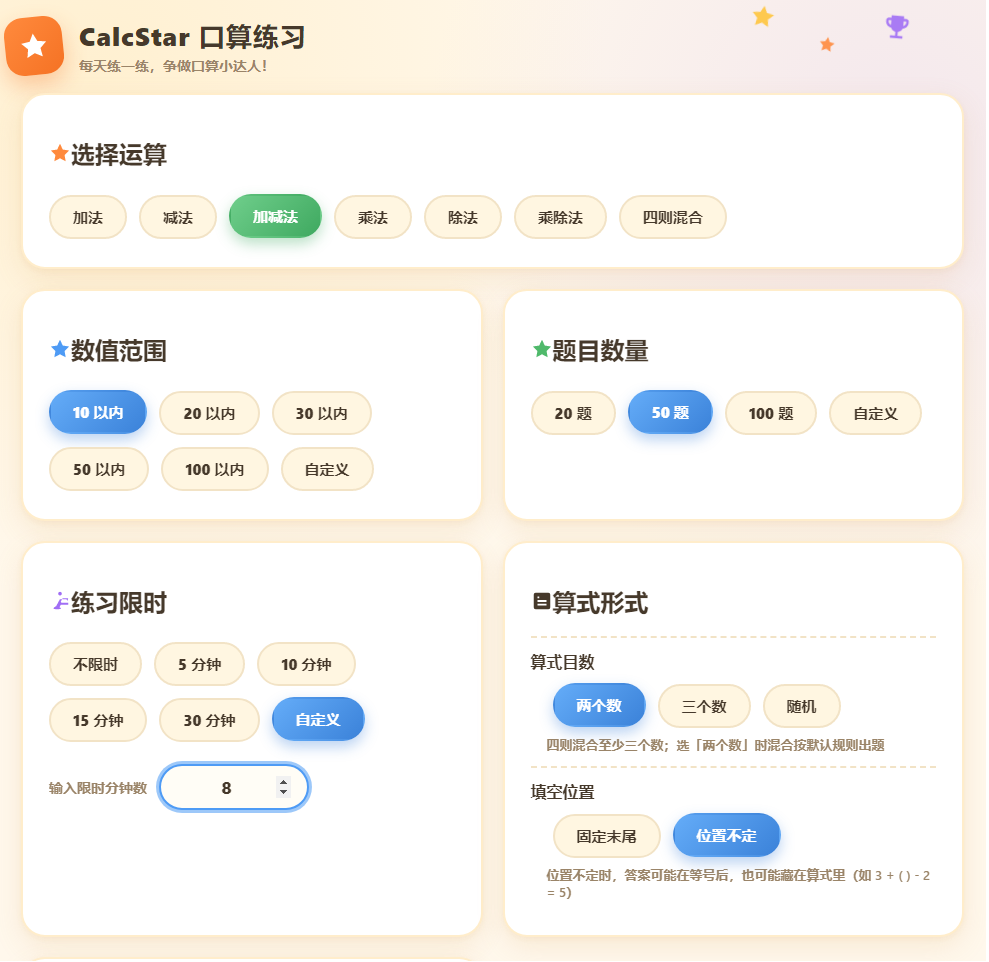 CalcStar 口算练习
每天练一练，争做口算小达人！
选择运算
加法 减法 加减法 乘法 除法 乘除法 四则混合
数值范围
10 以内 20 以内 30 以内
50 以内 100 以内 自定义
题目数量
20 题 50 题 100 题 自定义
练习限时
不限时 5 分钟 10 分钟
15 分钟 30 分钟 自定义
输入限时分钟数 8
算式形式
算式目数
两个数 三个数 随机
四则混合至少三个数；选「两个数」时混合按默认规则出题
填空位置
固定末尾 位置不定
位置不定时，答案可能在等号后，也可能藏在算式里（如 3 + ( ) - 2
= 5）